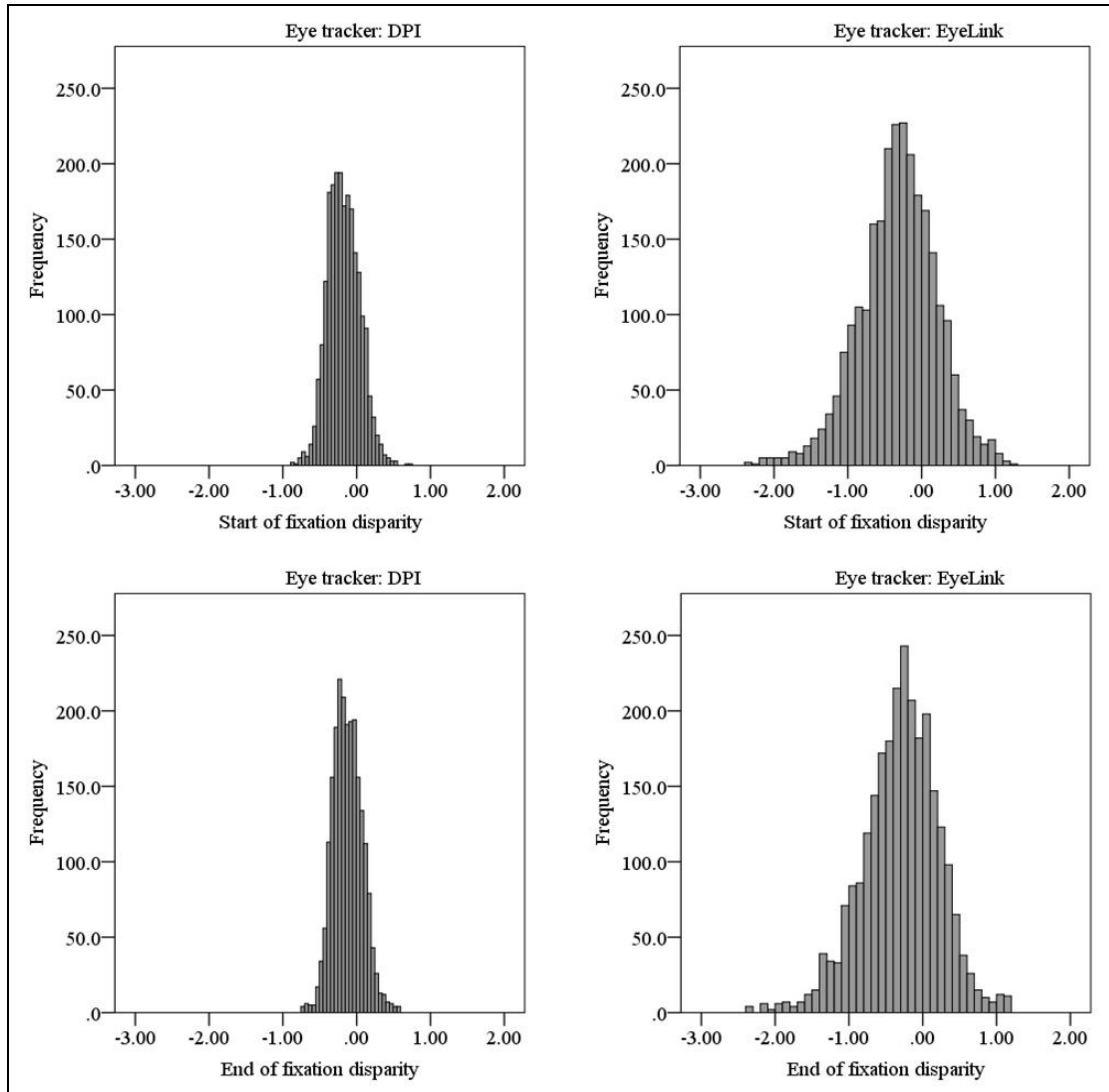 Eye tracker: DPI
250.0
200.0
150.0
100.0
50.0
.0
Frequency
-3.00 -2.00 -1.00 .00 1.00 2.00
Start of fixation disparity
Eye tracker: EyeLink
250.0
200.0
150.0
100.0
50.0
.0
Frequency
-3.00 -2.00 -1.00 .00 1.00 2.00
Start of fixation disparity
Eye tracker: DPI
250.0
200.0
150.0
100.0
50.0
.0
Frequency
-3.00 -2.00 -1.00 .00 1.00 2.00
End of fixation disparity
Eye tracker: EyeLink
250.0
200.0
150.0
100.0
50.0
.0
Frequency
-3.00 -2.00 -1.00 .00 1.00 2.00
End of fixation disparity